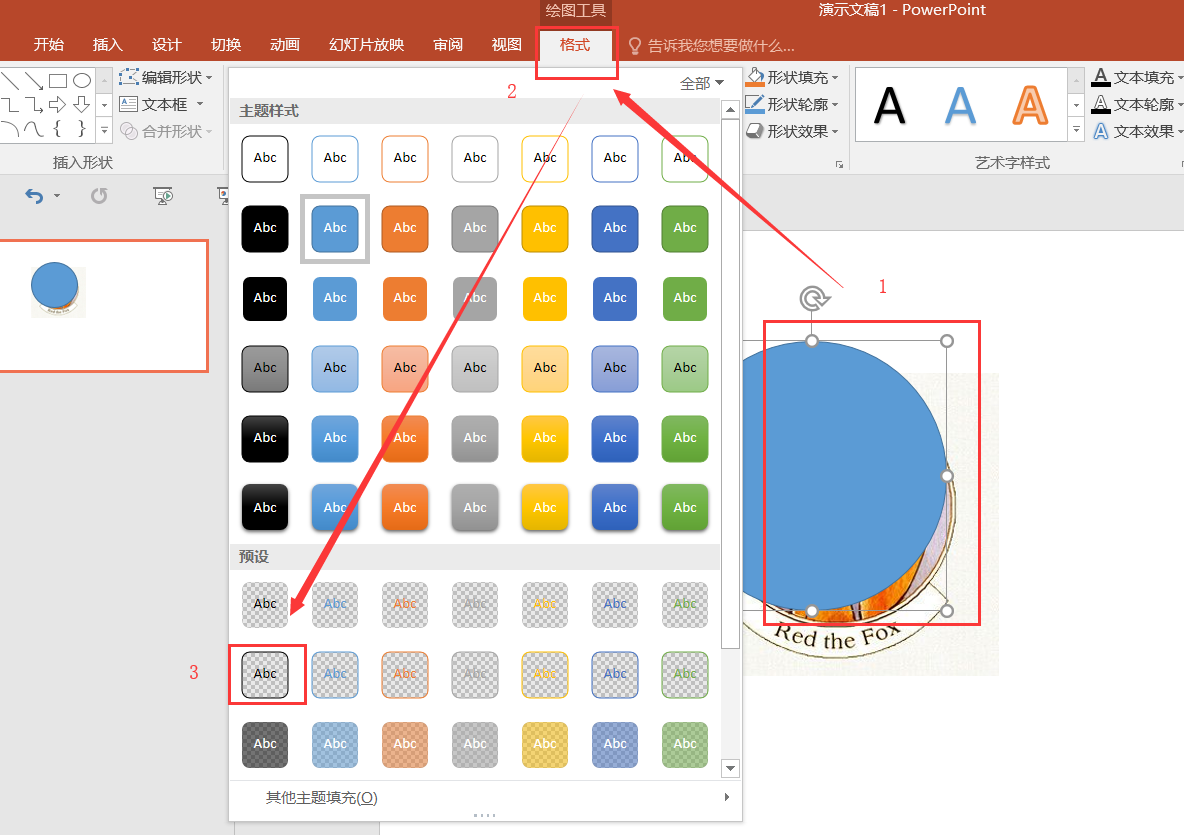 绘图工具
演示文稿1 - PowerPoint
开始 插入 设计 切换 动画 幻灯片放映 审阅 视图 格式 告诉我您想要做什么...
编辑形状
文本框
合并形状
插入形状
2
全部
1
形状填充
形状轮廓
形状效果
A A A
文本填充
文本轮廓
文本效果
艺术字样式
主题样式
Abc Abc Abc Abc Abc Abc Abc
Abc Abc Abc Abc Abc Abc Abc
Abc Abc Abc Abc Abc Abc Abc
Abc Abc Abc Abc Abc Abc Abc
Abc Abc Abc Abc Abc Abc Abc
Abc Abc Abc Abc Abc Abc Abc
预设
Abc Abc Abc Abc Abc Abc Abc
3
Abc Abc Abc Abc Abc Abc Abc
Abc Abc Abc Abc Abc Abc Abc
其他主题填充(O)
Red the Fox
Red the Fox